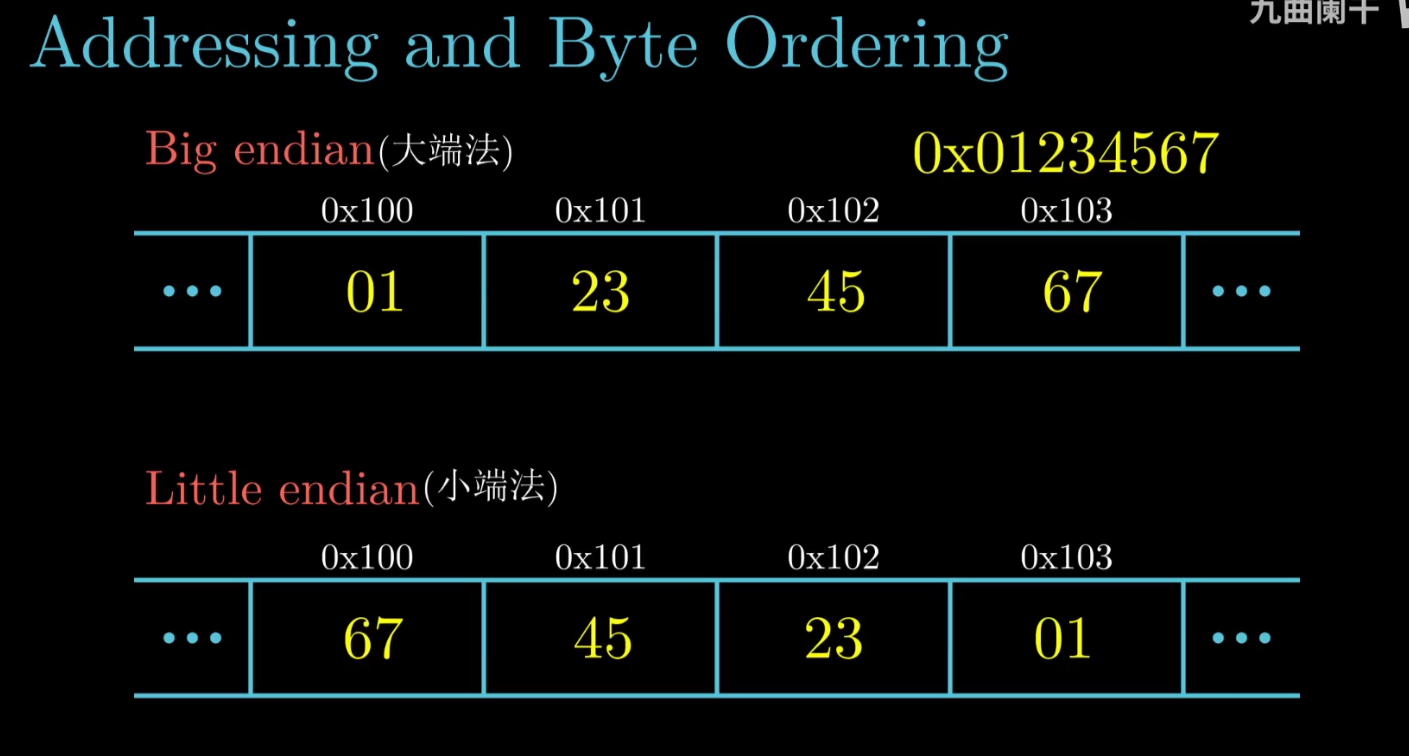 九曲阑干
Addressing and Byte Ordering
Big endian(大端法) 0x01234567
0x100 0x101 0x102 0x103
... 01 23 45 67 ...
Little endian(小端法)
0x100 0x101 0x102 0x103
... 67 45 23 01 ...